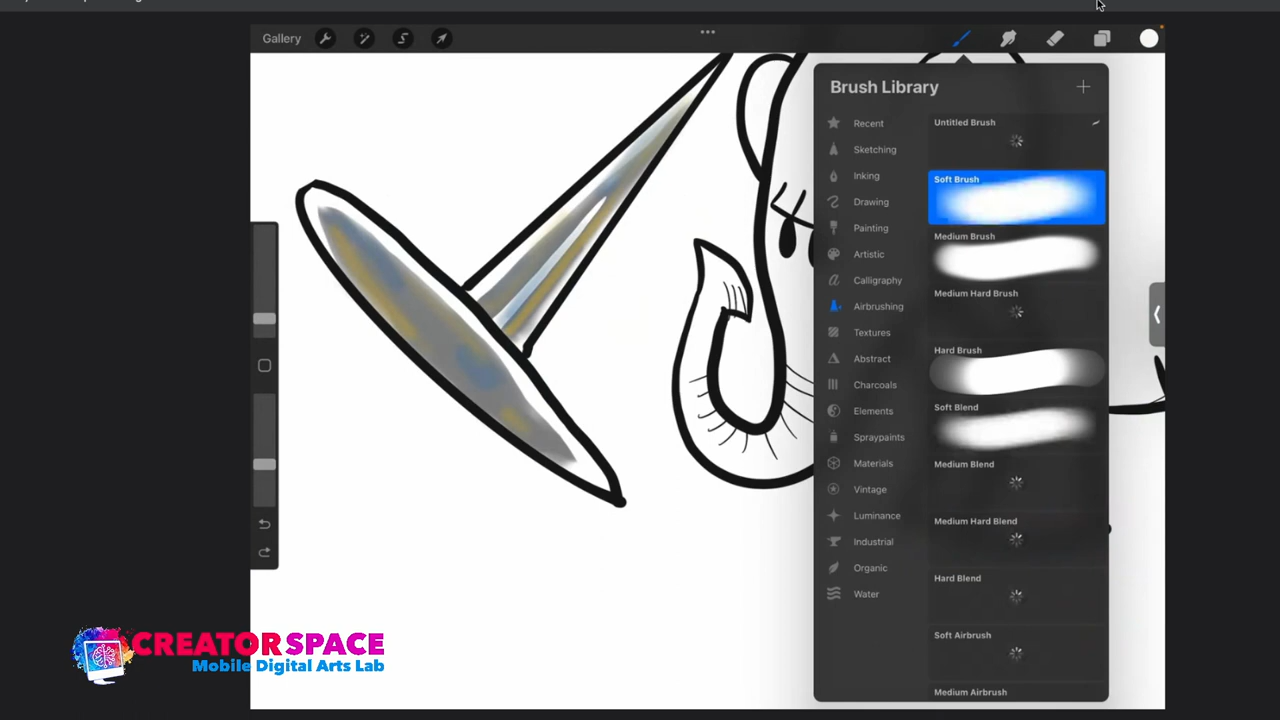 Gallery
Brush Library
Recent
Sketching
Inking
Drawing
Painting
Artistic
Calligraphy
Airbrushing
Textures
Abstract
Charcoals
Elements
Spraypaints
Materials
Vintage
Luminance
Industrial
Organic
Water
Untitled Brush
Soft Brush
Medium Brush
Medium Hard Brush
Hard Brush
Soft Blend
Medium Blend
Medium Hard Blend
Hard Blend
Soft Airbrush
Medium Airbrush
CREATOR SPACE
Mobile Digital Arts Lab